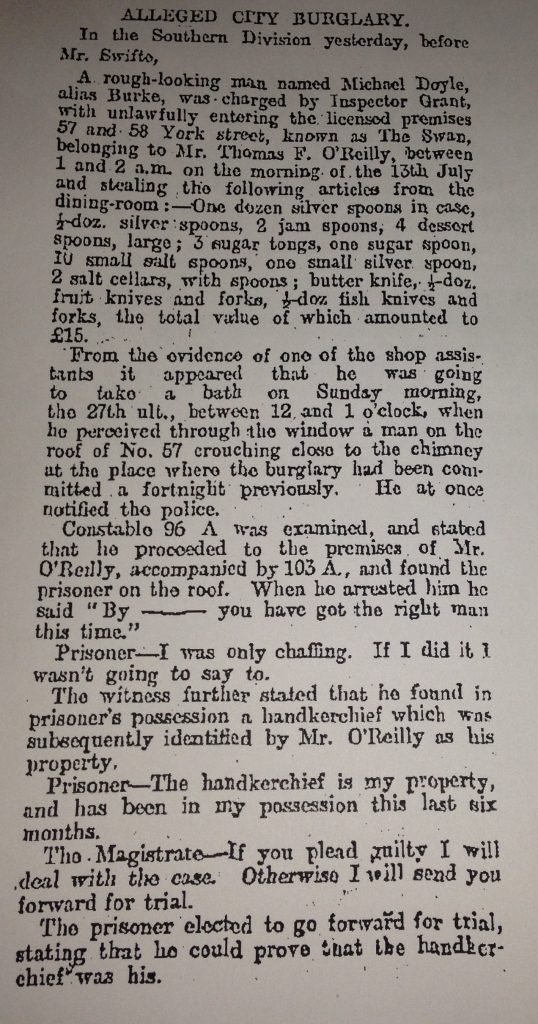 ALLEGED CITY BURGLARY.
In the Southern Division yesterday, before
Mr. Swifte,
A rough-looking man named Michael Doyle,
alias Burke, was charged by Inspector Grant,
with unlawfully entering the licensed premises
57 and 58 York street, known as The Swan,
belonging to Mr. Thomas F. O'Reilly, between
1 and 2 a.m. on the morning of the 13th July
and stealing the following articles from the
dining-room:—One dozen silver spoons in case,
½-doz. silver spoons, 2 jam spoons, 4 dessert
spoons, large; 3 sugar tongs, one sugar spoon,
10 small salt spoons, one small silver spoon,
2 salt cellars, with spoons; butter knife, ½-doz.
fruit knives and forks, ½-doz fish knives and
forks, the total value of which amounted to
£15.
From the evidence of one of the shop assis-
tants it appeared that he was going
to take a bath on Sunday morning,
the 27th ult., between 12 and 1 o'clock, when
he perceived through the window a man on the
roof of No. 57 crouching close to the chimney
at the place where the burglary had been com-
mitted a fortnight previously. He at once
notified the police.
Constable 96 A was examined, and stated
that he proceeded to the premises of Mr.
O'Reilly, accompanied by 103 A., and found the
prisoner on the roof. When he arrested him he
said "By —— you have got the right man
this time."
Prisoner—I was only chaffing. If I did it I
wasn't going to say to.
The witness further stated that he found in
prisoner's possession a handkerchief which was
subsequently identified by Mr. O'Reilly as his
property.
Prisoner—The handkerchief is my property,
and has been in my possession this last six
months.
The Magistrate—If you plead guilty I will
deal with the case. Otherwise I will send you
forward for trial.
The prisoner elected to go forward for trial,
stating that he could prove that the handker-
chief was his.